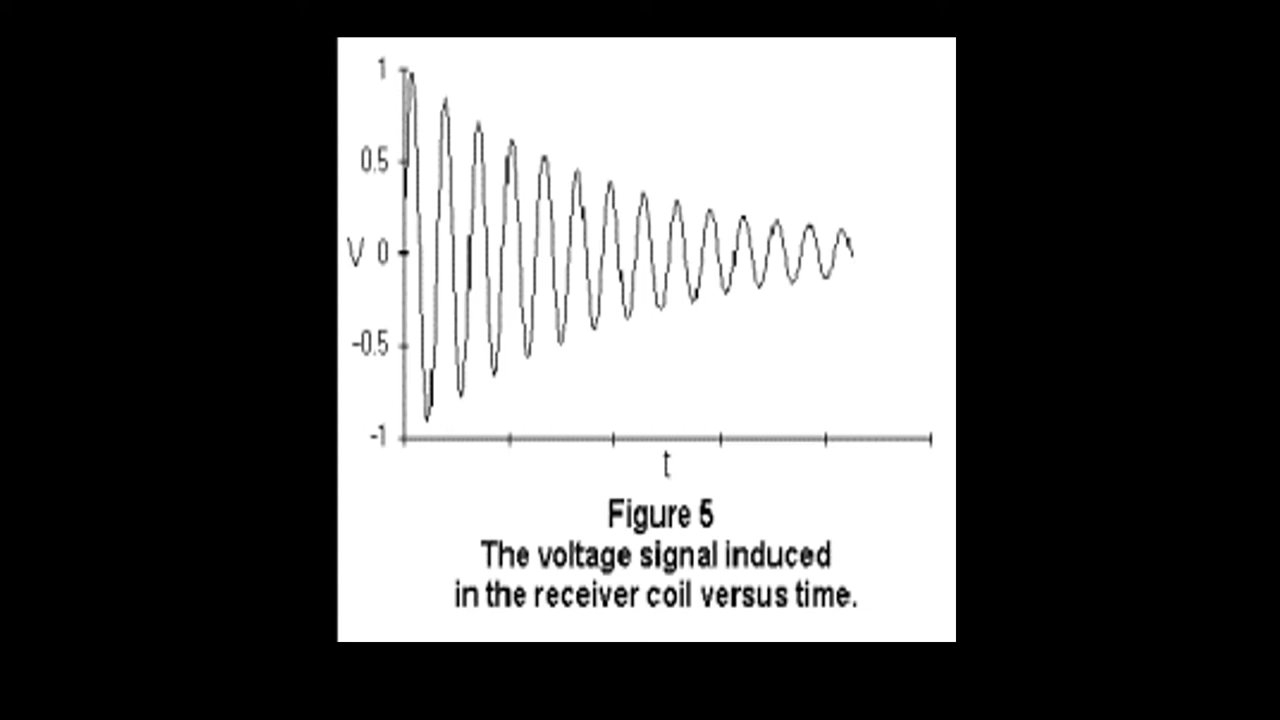 1
0.5
V 0
-0.5
-1
t
Figure 5
The voltage signal induced
in the receiver coil versus time.